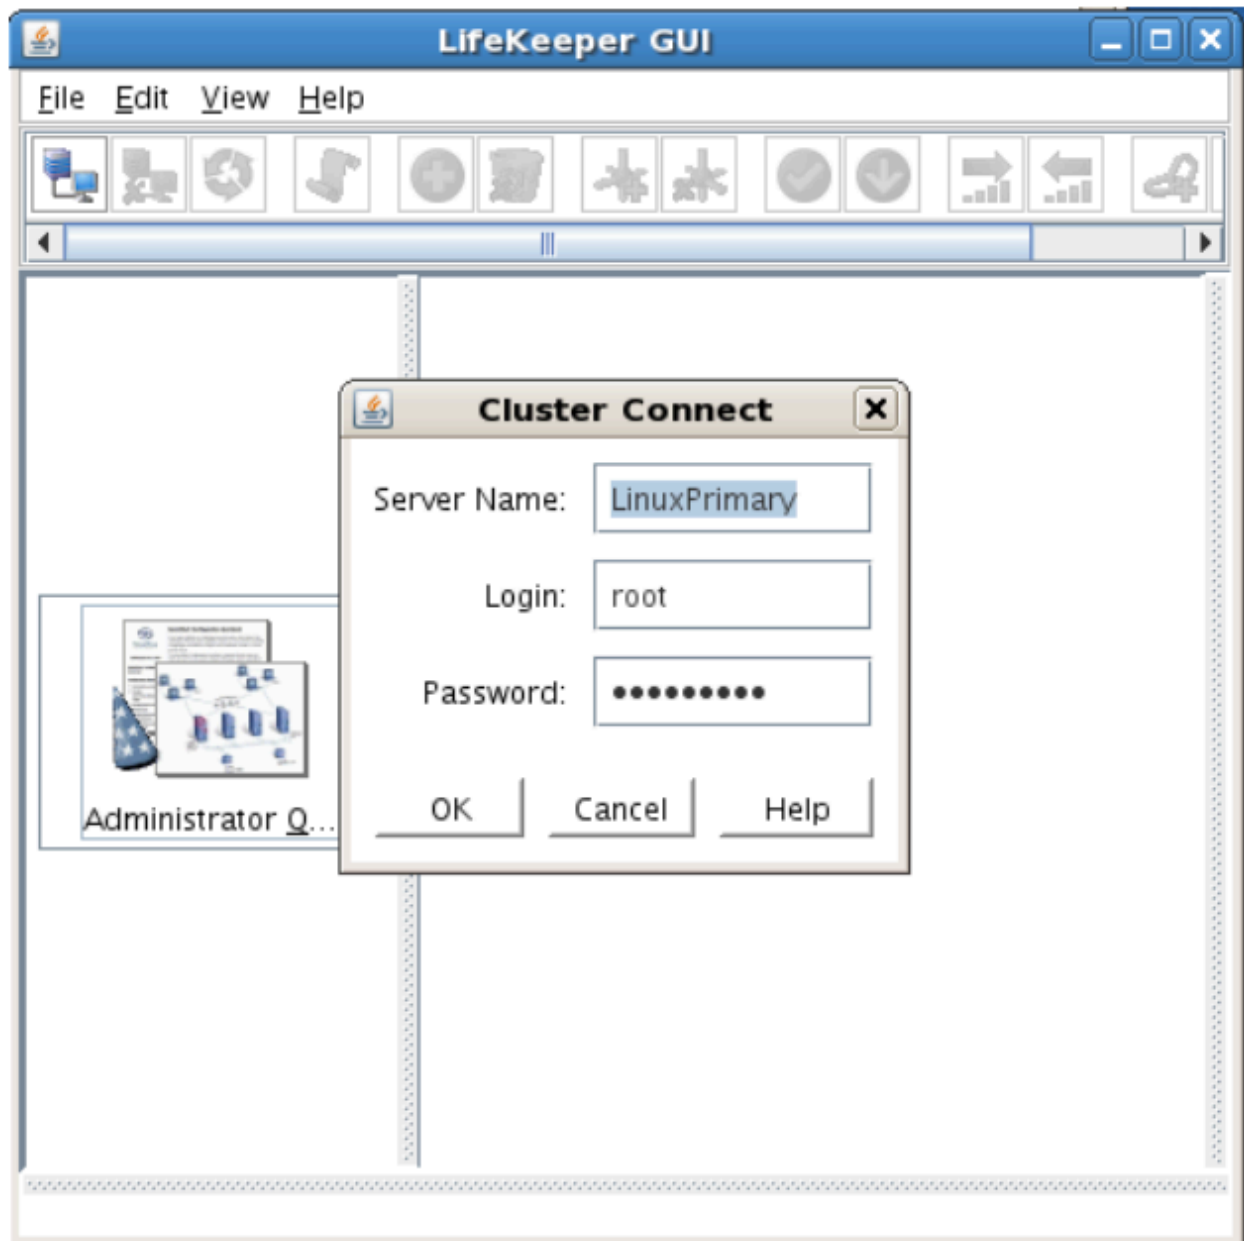 LifeKeeper GUI
File Edit View Help
Cluster Connect
Server Name: LinuxPrimary
Login: root
Password: •••••••••
OK Cancel Help
Administrator Q...